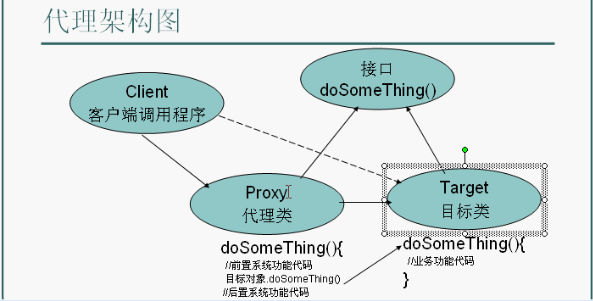 代理架构图
接口
doSomeThing()
Client
客户端调用程序
Proxy
代理类
Target
目标类
doSomeThing(){
//前置系统功能代码
目标对象.doSomeThing()
//后置系统功能代码
doSomeThing(){
//业务功能代码
}